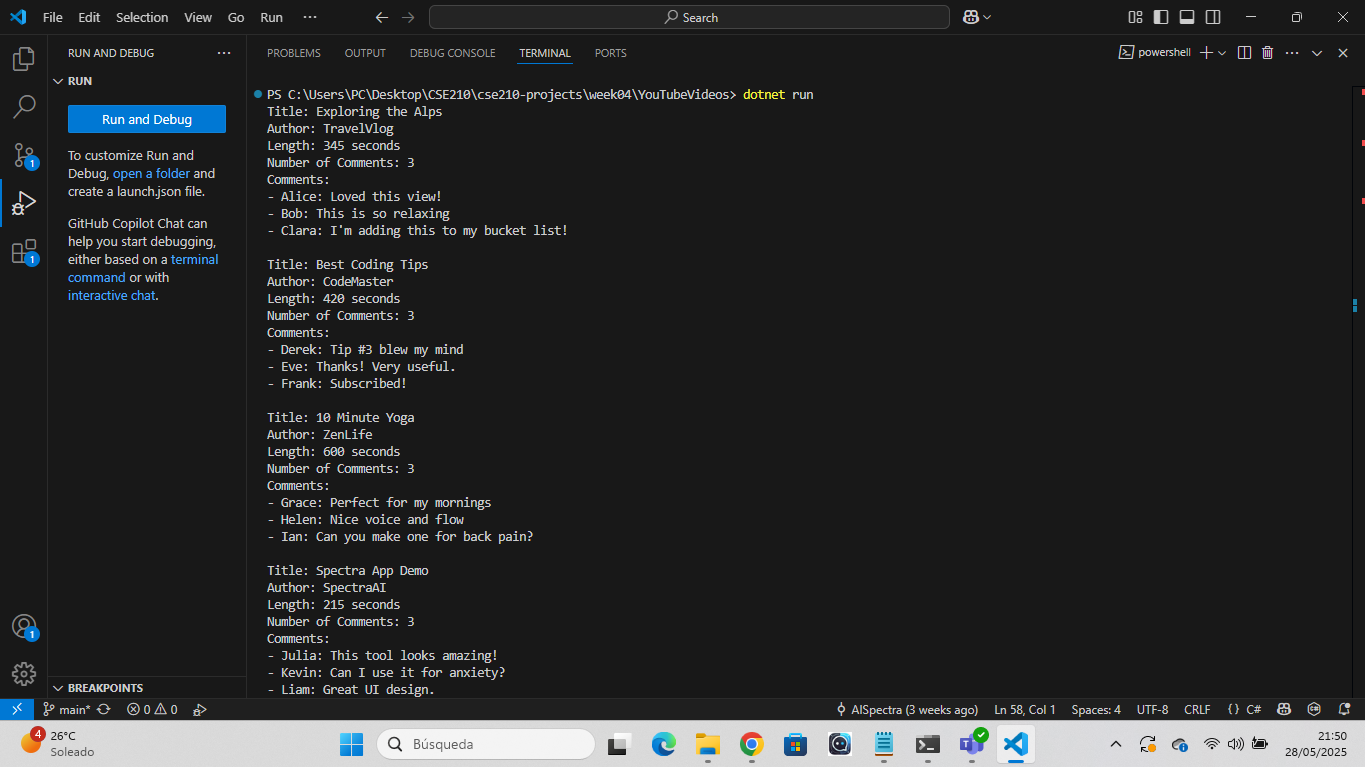 File Edit Selection View Go Run ··· Search
RUN AND DEBUG ···
PROBLEMS OUTPUT DEBUG CONSOLE TERMINAL PORTS
powershell
RUN
Run and Debug
To customize Run and
Debug, open a folder and
create a launch.json file.
GitHub Copilot Chat can
help you start debugging,
either based on a terminal
command or with
interactive chat.
1
1
1
BREAKPOINTS
PS C:\Users\PC\Desktop\CSE210\cse210-projects\week04\YouTubeVideos> dotnet run
Title: Exploring the Alps
Author: TravelVlog
Length: 345 seconds
Number of Comments: 3
Comments:
- Alice: Loved this view!
- Bob: This is so relaxing
- Clara: I'm adding this to my bucket list!
Title: Best Coding Tips
Author: CodeMaster
Length: 420 seconds
Number of Comments: 3
Comments:
- Derek: Tip #3 blew my mind
- Eve: Thanks! Very useful.
- Frank: Subscribed!
Title: 10 Minute Yoga
Author: ZenLife
Length: 600 seconds
Number of Comments: 3
Comments:
- Grace: Perfect for my mornings
- Helen: Nice voice and flow
- Ian: Can you make one for back pain?
Title: Spectra App Demo
Author: SpectraAI
Length: 215 seconds
Number of Comments: 3
Comments:
- Julia: This tool looks amazing!
- Kevin: Can I use it for anxiety?
- Liam: Great UI design.
main* 0 0 AISpectra (3 weeks ago) Ln 58, Col 1 Spaces: 4 UTF-8 CRLF {} C#
4 26°C
Soleado
Búsqueda
21:50
28/05/2025